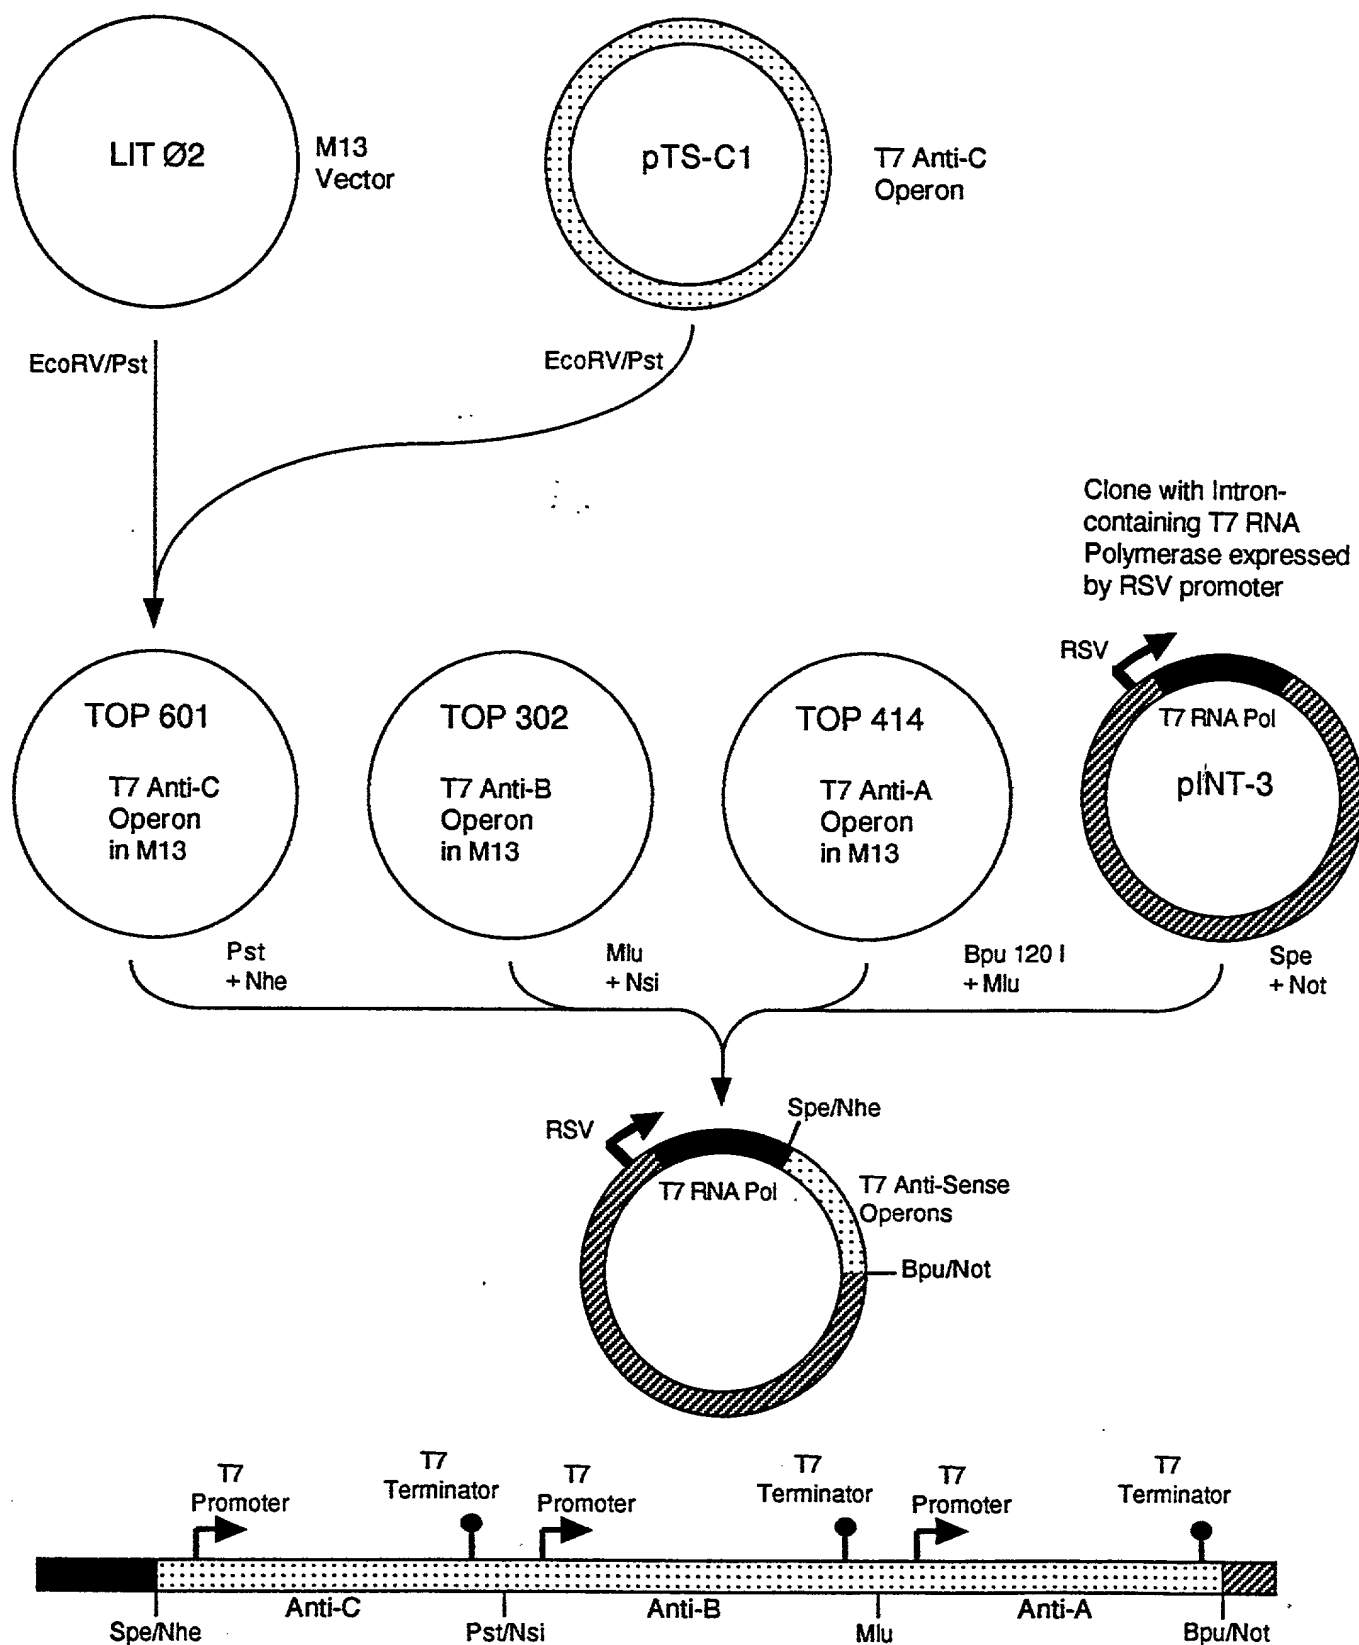 LIT Ø2
M13
Vector
pTS-C1
T7 Anti-C
Operon
EcoRV/Pst
EcoRV/Pst
Clone with Intron-
containing T7 RNA
Polymerase expressed
by RSV promoter
RSV
TOP 601
T7 Anti-C
Operon
in M13
TOP 302
T7 Anti-B
Operon
in M13
TOP 414
T7 Anti-A
Operon
in M13
T7 RNA Pol
pINT-3
Pst
+ Nhe
Mlu
+ Nsi
Bpu 120 I
+ Mlu
Spe
+ Not
RSV
Spe/Nhe
T7 RNA Pol
T7 Anti-Sense
Operons
Bpu/Not
T7
Promoter
T7
Terminator
T7
Promoter
T7
Terminator
T7
Promoter
T7
Terminator
Anti-C
Anti-B
Anti-A
Spe/Nhe
Pst/Nsi
Mlu
Bpu/Not